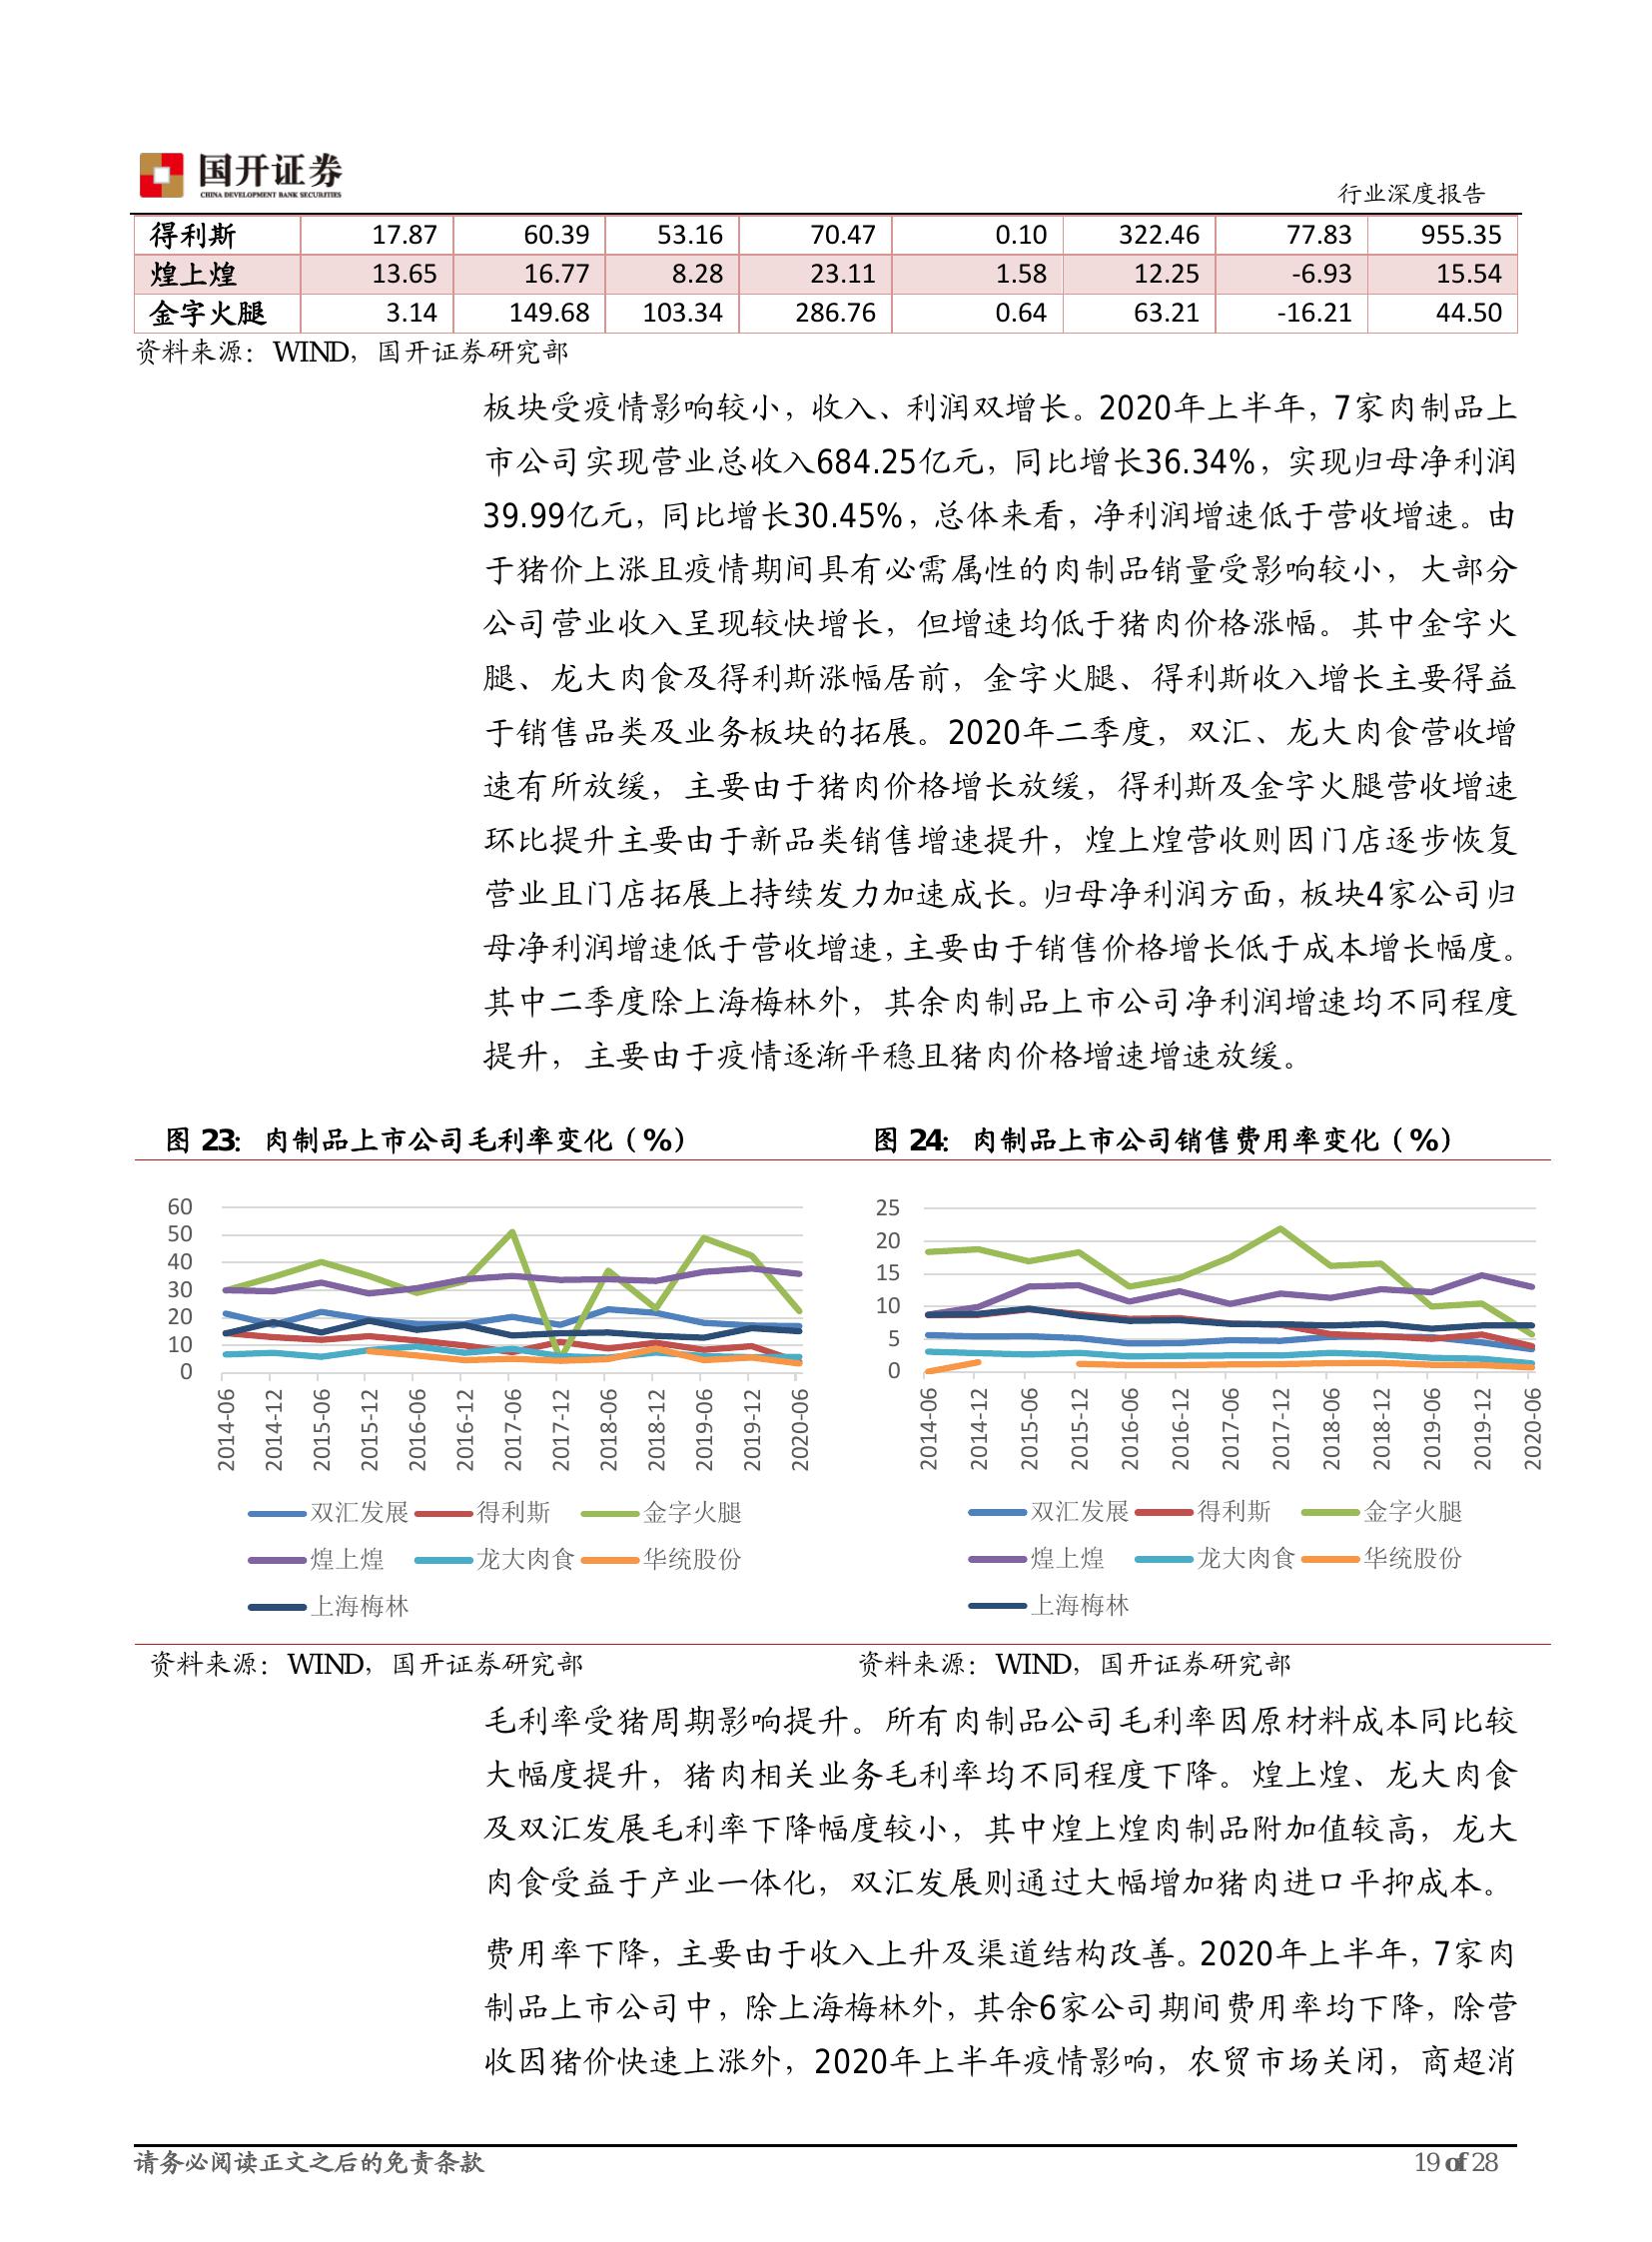 国开证券
CHINA DEVELOPMENT BANK SECURITIES
行业深度报告
得利斯 17.87 60.39 53.16 70.47 0.10 322.46 77.83 955.35
煌上煌 13.65 16.77 8.28 23.11 1.58 12.25 -6.93 15.54
金字火腿 3.14 149.68 103.34 286.76 0.64 63.21 -16.21 44.50
资料来源：WIND，国开证券研究部
板块受疫情影响较小，收入、利润双增长。2020年上半年，7家肉制品上
市公司实现营业总收入684.25亿元，同比增长36.34%，实现归母净利润
39.99亿元，同比增长30.45%，总体来看，净利润增速低于营收增速。由
于猪价上涨且疫情期间具有必需属性的肉制品销量受影响较小，大部分
公司营业收入呈现较快增长，但增速均低于猪肉价格涨幅。其中金字火
腿、龙大肉食及得利斯涨幅居前，金字火腿、得利斯收入增长主要得益
于销售品类及业务板块的拓展。2020年二季度，双汇、龙大肉食营收增
速有所放缓，主要由于猪肉价格增长放缓，得利斯及金字火腿营收增速
环比提升主要由于新品类销售增速提升，煌上煌营收则因门店逐步恢复
营业且门店拓展上持续发力加速成长。归母净利润方面，板块4家公司归
母净利润增速低于营收增速，主要由于销售价格增长低于成本增长幅度。
其中二季度除上海梅林外，其余肉制品上市公司净利润增速均不同程度
提升，主要由于疫情逐渐平稳且猪肉价格增速增速放缓。
图 23： 肉制品上市公司毛利率变化（%）
60
50
40
30
20
10
0
2014-06 2014-12 2015-06 2015-12 2016-06 2016-12 2017-06 2017-12 2018-06 2018-12 2019-06 2019-12 2020-06
双汇发展 得利斯 金字火腿
煌上煌 龙大肉食 华统股份
上海梅林
资料来源：WIND，国开证券研究部
图 24： 肉制品上市公司销售费用率变化（%）
25
20
15
10
5
0
2014-06 2014-12 2015-06 2015-12 2016-06 2016-12 2017-06 2017-12 2018-06 2018-12 2019-06 2019-12 2020-06
双汇发展 得利斯 金字火腿
煌上煌 龙大肉食 华统股份
上海梅林
资料来源：WIND，国开证券研究部
毛利率受猪周期影响提升。所有肉制品公司毛利率因原材料成本同比较
大幅度提升，猪肉相关业务毛利率均不同程度下降。煌上煌、龙大肉食
及双汇发展毛利率下降幅度较小，其中煌上煌肉制品附加值较高，龙大
肉食受益于产业一体化，双汇发展则通过大幅增加猪肉进口平抑成本。
费用率下降，主要由于收入上升及渠道结构改善。2020年上半年，7家肉
制品上市公司中，除上海梅林外，其余6家公司期间费用率均下降，除营
收因猪价快速上涨外，2020年上半年疫情影响，农贸市场关闭，商超消
请务必阅读正文之后的免责条款
19 of 28